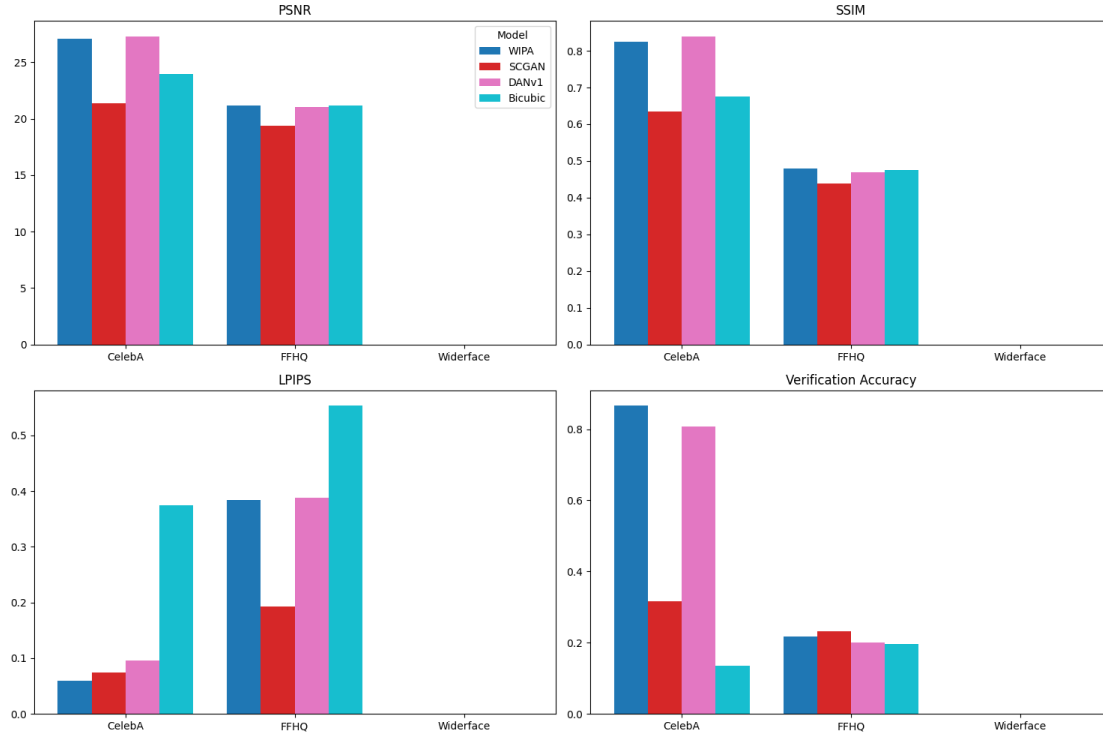 PSNR
25
20
15
10
5
0
CelebA
FFHQ
Widerface
Model
WIPA
SCGAN
DANv1
Bicubic
SSIM
0.8
0.7
0.6
0.5
0.4
0.3
0.2
0.1
0.0
CelebA
FFHQ
Widerface
LPIPS
0.5
0.4
0.3
0.2
0.1
0.0
CelebA
FFHQ
Widerface
Verification Accuracy
0.8
0.6
0.4
0.2
0.0
CelebA
FFHQ
Widerface